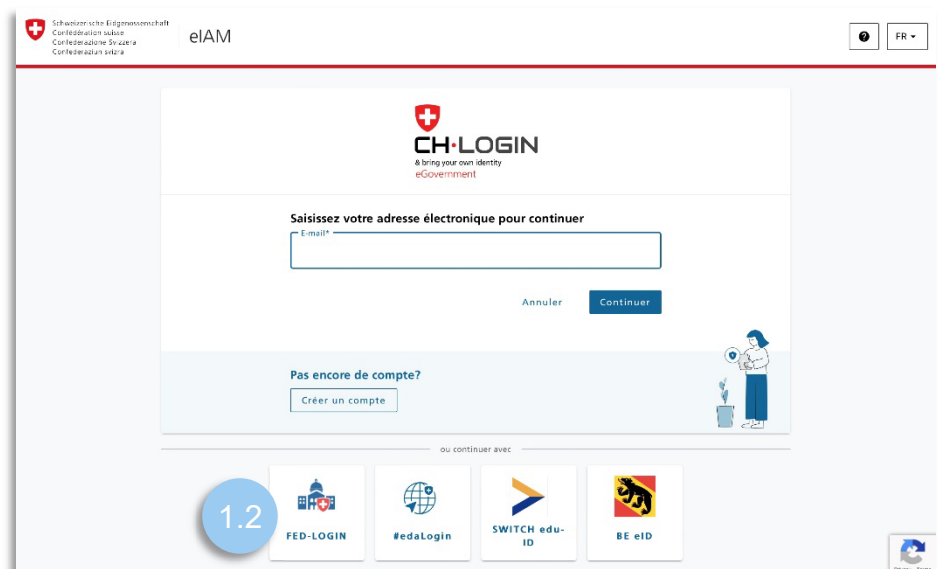 Schweizerische Eidgenossenschaft
Confédération suisse
Confederazione Svizzera
Confederaziun svizra
eIAM
FR
CH·LOGIN
& bring your own identity
eGovernment
Saisissez votre adresse électronique pour continuer
E-mail*
Annuler
Continuer
Pas encore de compte?
Créer un compte
ou continuer avec
1.2
FED-LOGIN
#edaLogin
SWITCH edu-
ID
BE eID